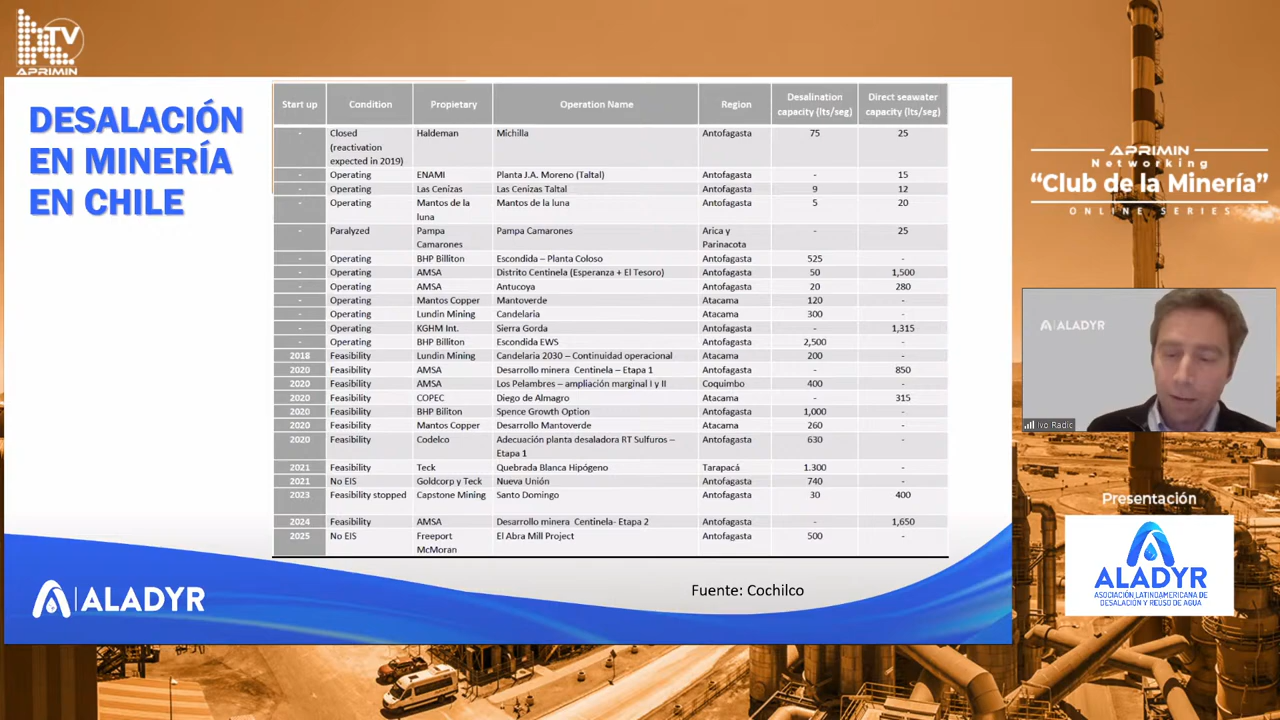 TV
APRIMIN
DESALACIÓN
EN MINERÍA
EN CHILE
Start up Condition Propietary Operation Name Region Desalination capacity (lts/seg) Direct seawater capacity (lts/seg)
- Closed (reactivation expected in 2019) Haldeman Michilla Antofagasta 75 25
- Operating ENAMI Planta J.A. Moreno (Taltal) Antofagasta - 15
- Operating Las Cenizas Las Cenizas Taltal Antofagasta 9 12
- Operating Mantos de la luna Mantos de la luna Antofagasta 5 20
- Paralyzed Pampa Camarones Pampa Camarones Arica y Parinacota - 25
- Operating BHP Billiton Escondida – Planta Coloso Antofagasta 525 -
- Operating AMSA Distrito Centinela (Esperanza + El Tesoro) Antofagasta 50 1,500
- Operating AMSA Antucoya Antofagasta 20 280
- Operating Mantos Copper Mantoverde Atacama 120 -
- Operating Lundin Mining Candelaria Atacama 300 -
- Operating KGHM Int. Sierra Gorda Antofagasta - 1,315
- Operating BHP Billiton Escondida EWS Antofagasta 2,500 -
2018 Feasibility Lundin Mining Candelaria 2030 – Continuidad operacional Atacama 200 -
2020 Feasibility AMSA Desarrollo minera Centinela – Etapa 1 Antofagasta - 850
2020 Feasibility AMSA Los Pelambres – ampliación marginal I y II Coquimbo 400 -
2020 Feasibility COPEC Diego de Almagro Atacama - 315
2020 Feasibility BHP Biliton Spence Growth Option Antofagasta 1,000 -
2020 Feasibility Mantos Copper Desarrollo Mantoverde Atacama 260 -
2020 Feasibility Codelco Adecuación planta desaladora RT Sulfuros – Etapa 1 Antofagasta 630 -
2021 Feasibility Teck Quebrada Blanca Hipógeno Tarapacá 1.300 -
2021 No EIS Goldcorp y Teck Nueva Unión Antofagasta 740 -
2023 Feasibility stopped Capstone Mining Santo Domingo Antofagasta 30 400
2024 Feasibility AMSA Desarrollo minera Centinela- Etapa 2 Antofagasta - 1,650
2025 No EIS Freeport McMoran El Abra Mill Project Antofagasta 500 -
Fuente: Cochilco
ALADYR
APRIMIN
Networking
“Club de la Minería”
ONLINE SERIES
ALADYR
Ivo Radic
Presentación
ALADYR
ASOCIACIÓN LATINOAMERICANA DE
DESALACIÓN Y REÚSO DE AGUA